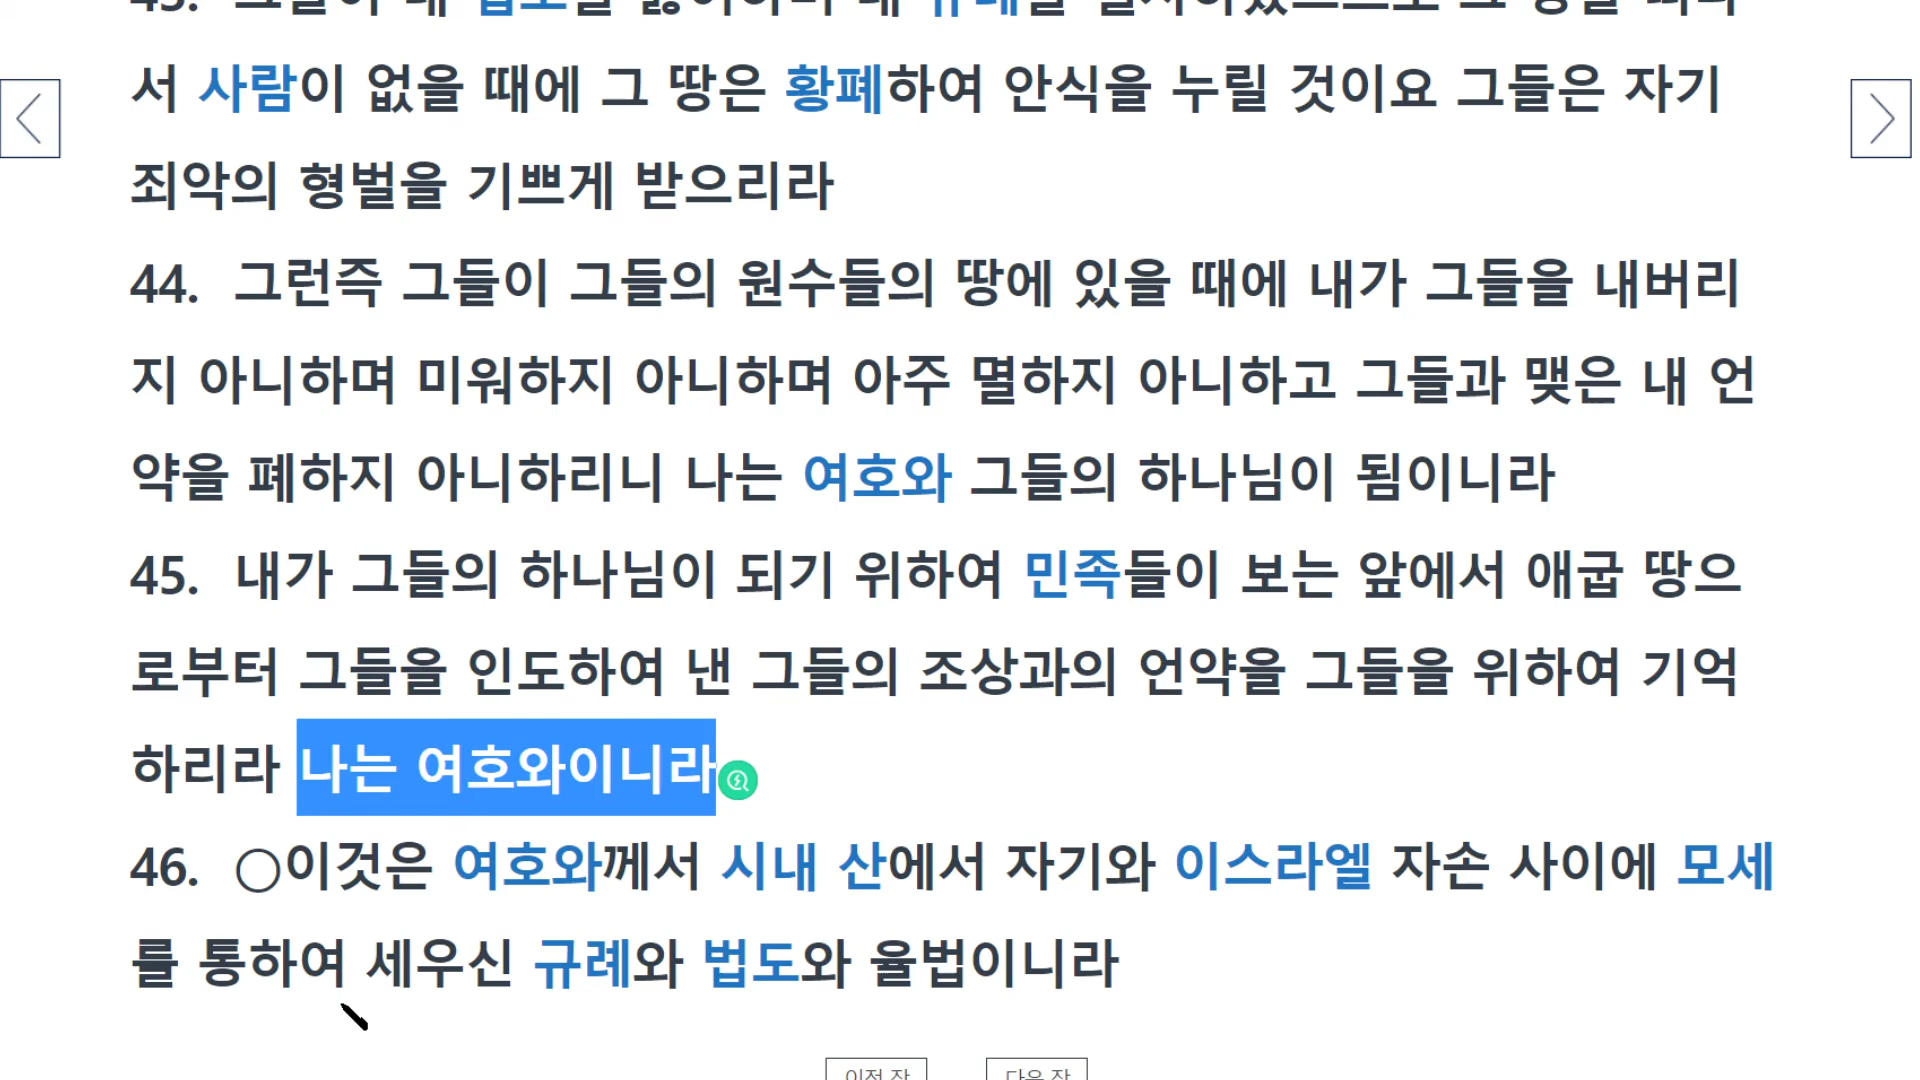 서 사람이 없을 때에 그 땅은 황폐하여 안식을 누릴 것이요 그들은 자기
죄악의 형벌을 기쁘게 받으리라
44. 그런즉 그들이 그들의 원수들의 땅에 있을 때에 내가 그들을 내버리
지 아니하며 미워하지 아니하며 아주 멸하지 아니하고 그들과 맺은 내 언
약을 폐하지 아니하리니 나는 여호와 그들의 하나님이 됨이니라
45. 내가 그들의 하나님이 되기 위하여 민족들이 보는 앞에서 애굽 땅으
로부터 그들을 인도하여 낸 그들의 조상과의 언약을 그들을 위하여 기억
하리라 나는 여호와이니라
46. ○이것은 여호와께서 시내 산에서 자기와 이스라엘 자손 사이에 모세
를 통하여 세우신 규례와 법도와 율법이니라
이전 장 다음 장